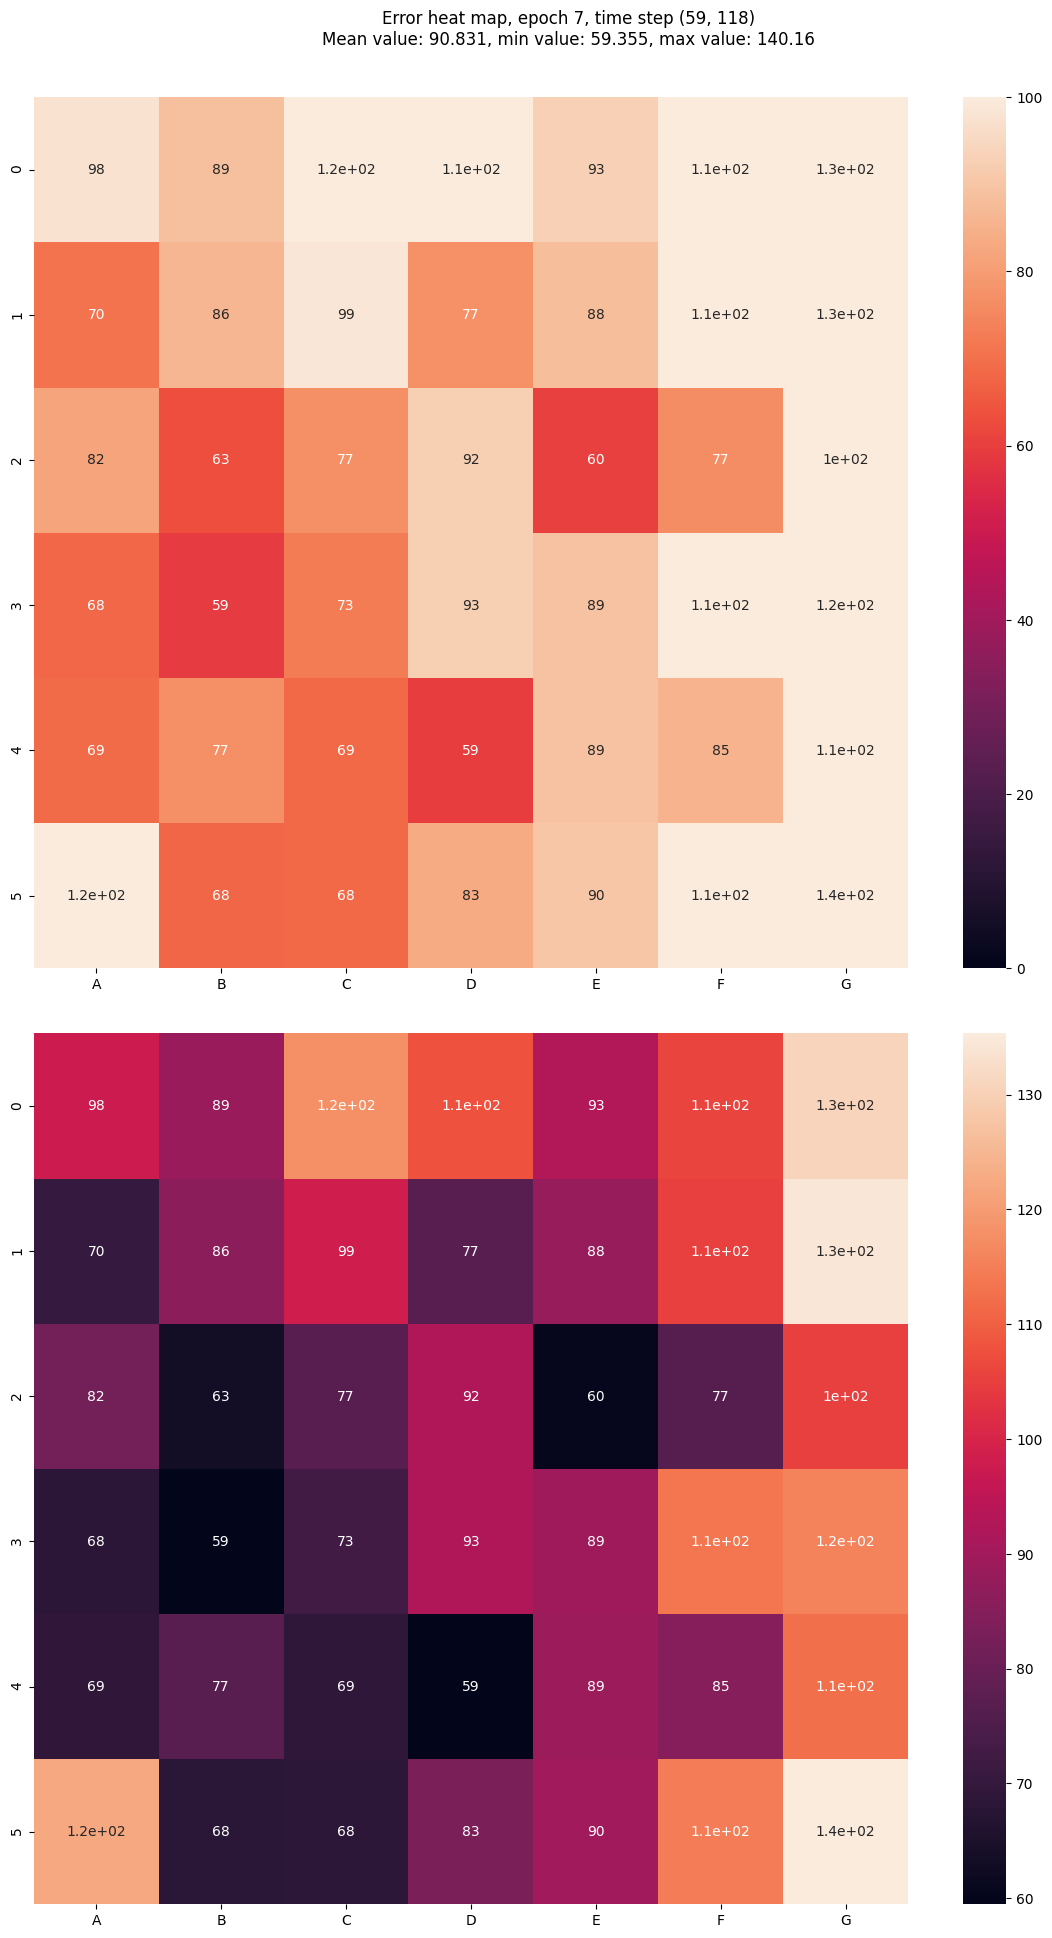 Error heat map, epoch 7, time step (59, 118)
Mean value: 90.831, min value: 59.355, max value: 140.16
0 98 89 1.2e+02 1.1e+02 93 1.1e+02 1.3e+02
1 70 86 99 77 88 1.1e+02 1.3e+02
2 82 63 77 92 60 77 1e+02
3 68 59 73 93 89 1.1e+02 1.2e+02
4 69 77 69 59 89 85 1.1e+02
5 1.2e+02 68 68 83 90 1.1e+02 1.4e+02
A B C D E F G
100
80
60
40
20
0
0 98 89 1.2e+02 1.1e+02 93 1.1e+02 1.3e+02
1 70 86 99 77 88 1.1e+02 1.3e+02
2 82 63 77 92 60 77 1e+02
3 68 59 73 93 89 1.1e+02 1.2e+02
4 69 77 69 59 89 85 1.1e+02
5 1.2e+02 68 68 83 90 1.1e+02 1.4e+02
A B C D E F G
130
120
110
100
90
80
70
60